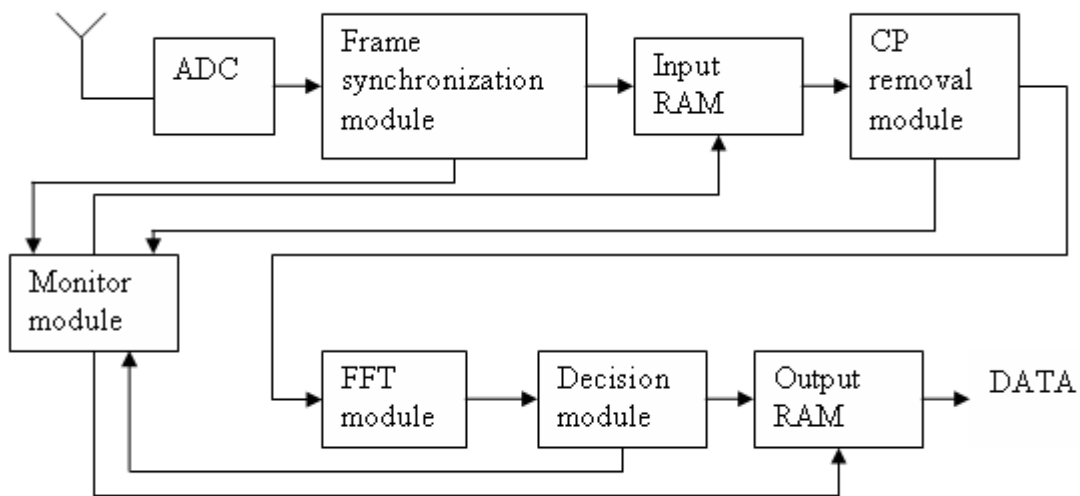 ADC
Frame
synchronization
module
Input
RAM
CP
removal
module
Monitor
module
FFT
module
Decision
module
Output
RAM
DATA